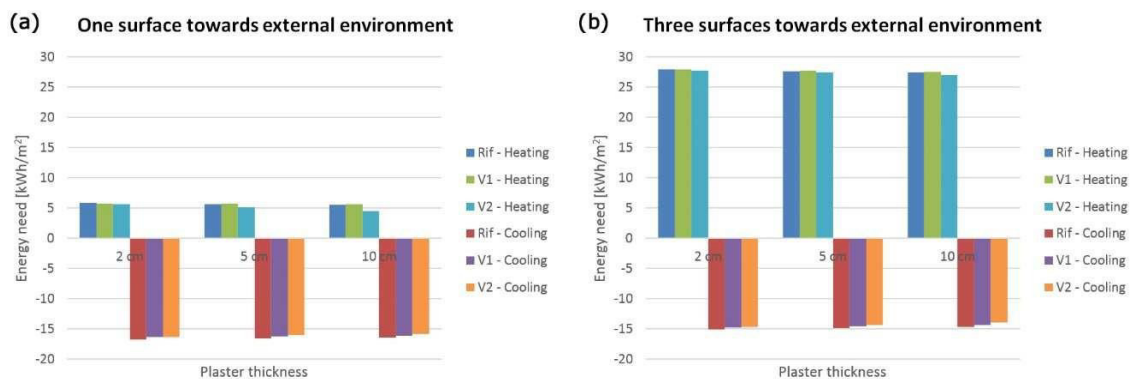 (a) One surface towards external environment
30
25
20
15
10
5
0
-5
-10
-15
-20
Energy need [kWh/m²]
2 cm 5 cm 10 cm
Plaster thickness
Rif - Heating
V1 - Heating
V2 - Heating
Rif - Cooling
V1 - Cooling
V2 - Cooling
(b) Three surfaces towards external environment
30
25
20
15
10
5
0
-5
-10
-15
-20
Energy need [kWh/m²]
2 cm 5 cm 10 cm
Plaster thickness
Rif - Heating
V1 - Heating
V2 - Heating
Rif - Cooling
V1 - Cooling
V2 - Cooling